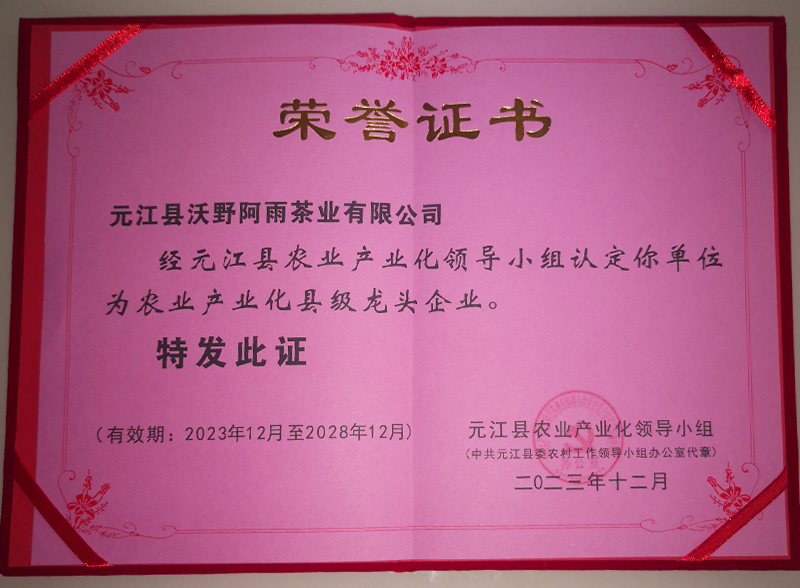 荣誉证书
元江县沃野阿雨茶业有限公司
经元江县农业产业化领导小组认定你单位
为农业产业化县级龙头企业。
特发此证
（有效期：2023年12月至2028年12月）
元江县农业产业化领导小组
（中共元江县委农村工作领导小组办公室代章）
二〇二三年十二月
办公室